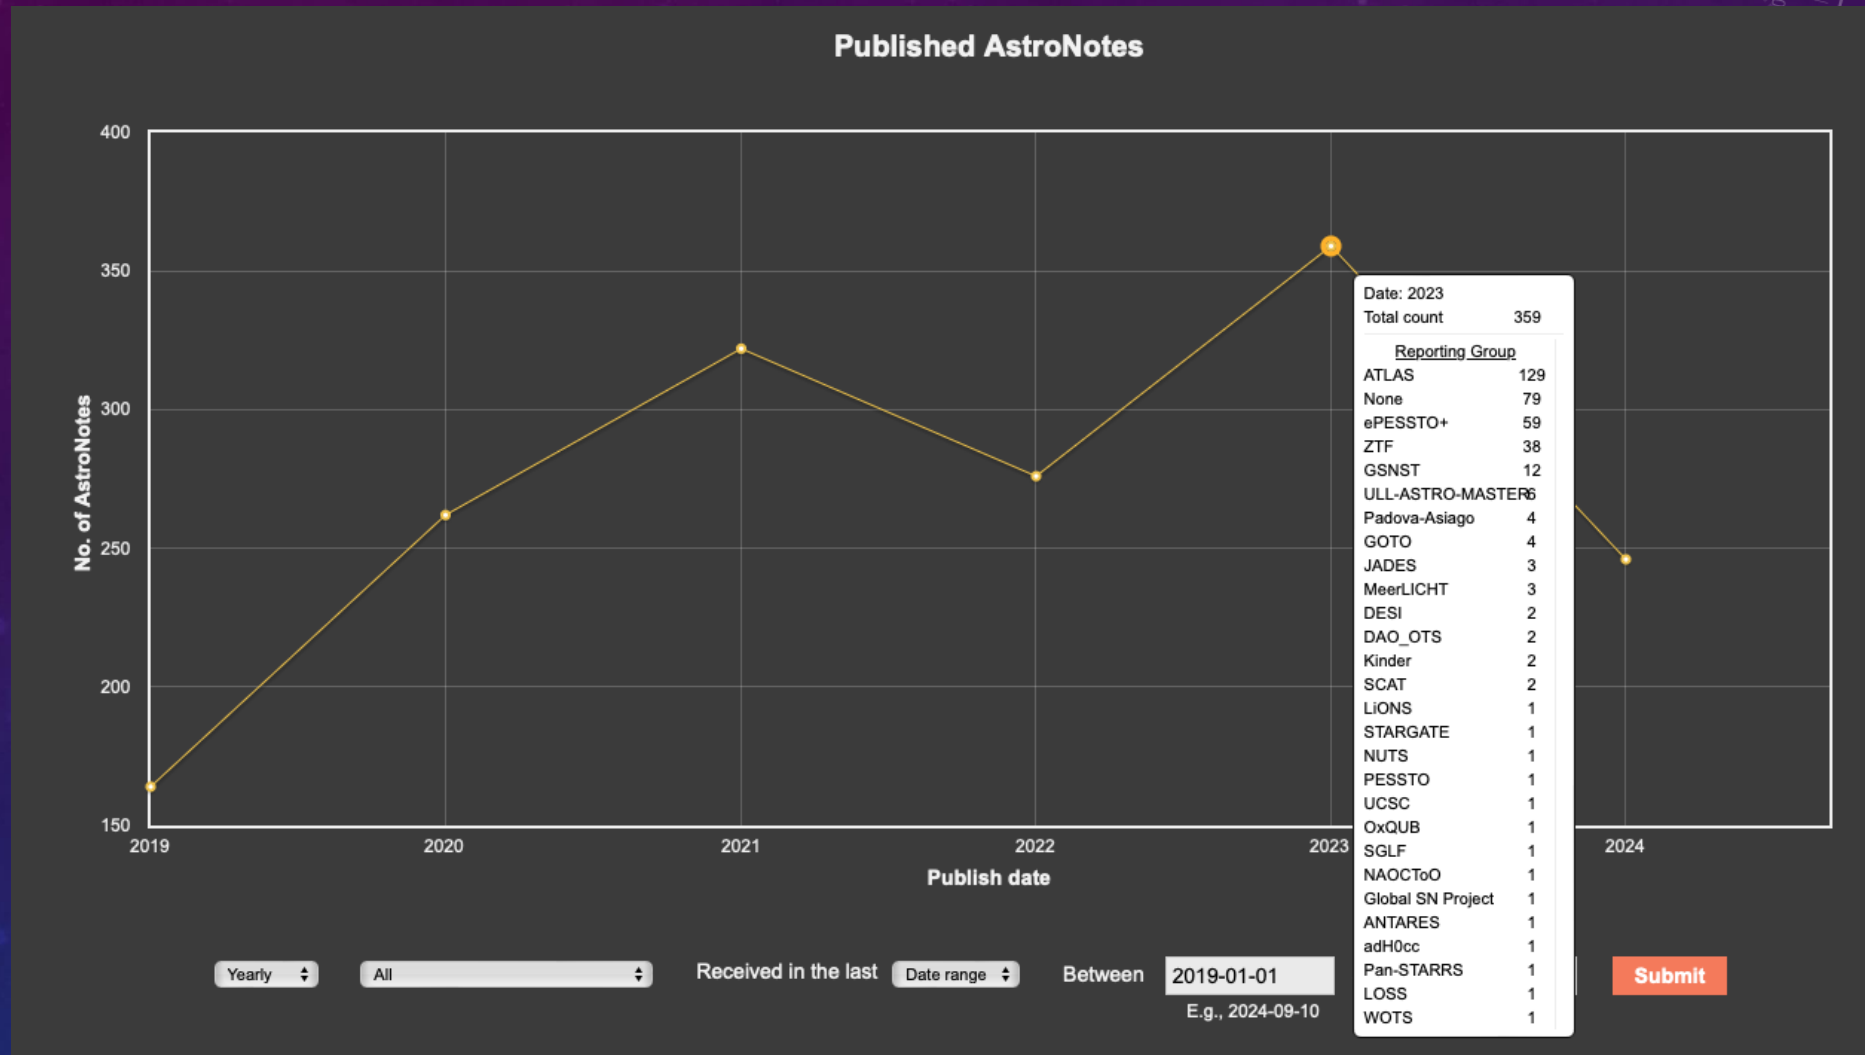 Published AstroNotes
400
350
300
250
200
150
No. of AstroNotes
2019 2020 2021 2022 2023 2024
Publish date
Date: 2023
Total count 359
Reporting Group
ATLAS 129
None 79
ePESSTO+ 59
ZTF 38
GSNST 12
ULL-ASTRO-MASTER 6
Padova-Asiago 4
GOTO 4
JADES 3
MeerLICHT 3
DESI 2
DAO_OTS 2
Kinder 2
SCAT 2
LiONS 1
STARGATE 1
NUTS 1
PESSTO 1
UCSC 1
OxQUB 1
SGLF 1
NAOCToO 1
Global SN Project 1
ANTARES 1
adH0cc 1
Pan-STARRS 1
LOSS 1
WOTS 1
Yearly All Received in the last Date range Between 2019-01-01 Submit
E.g., 2024-09-10